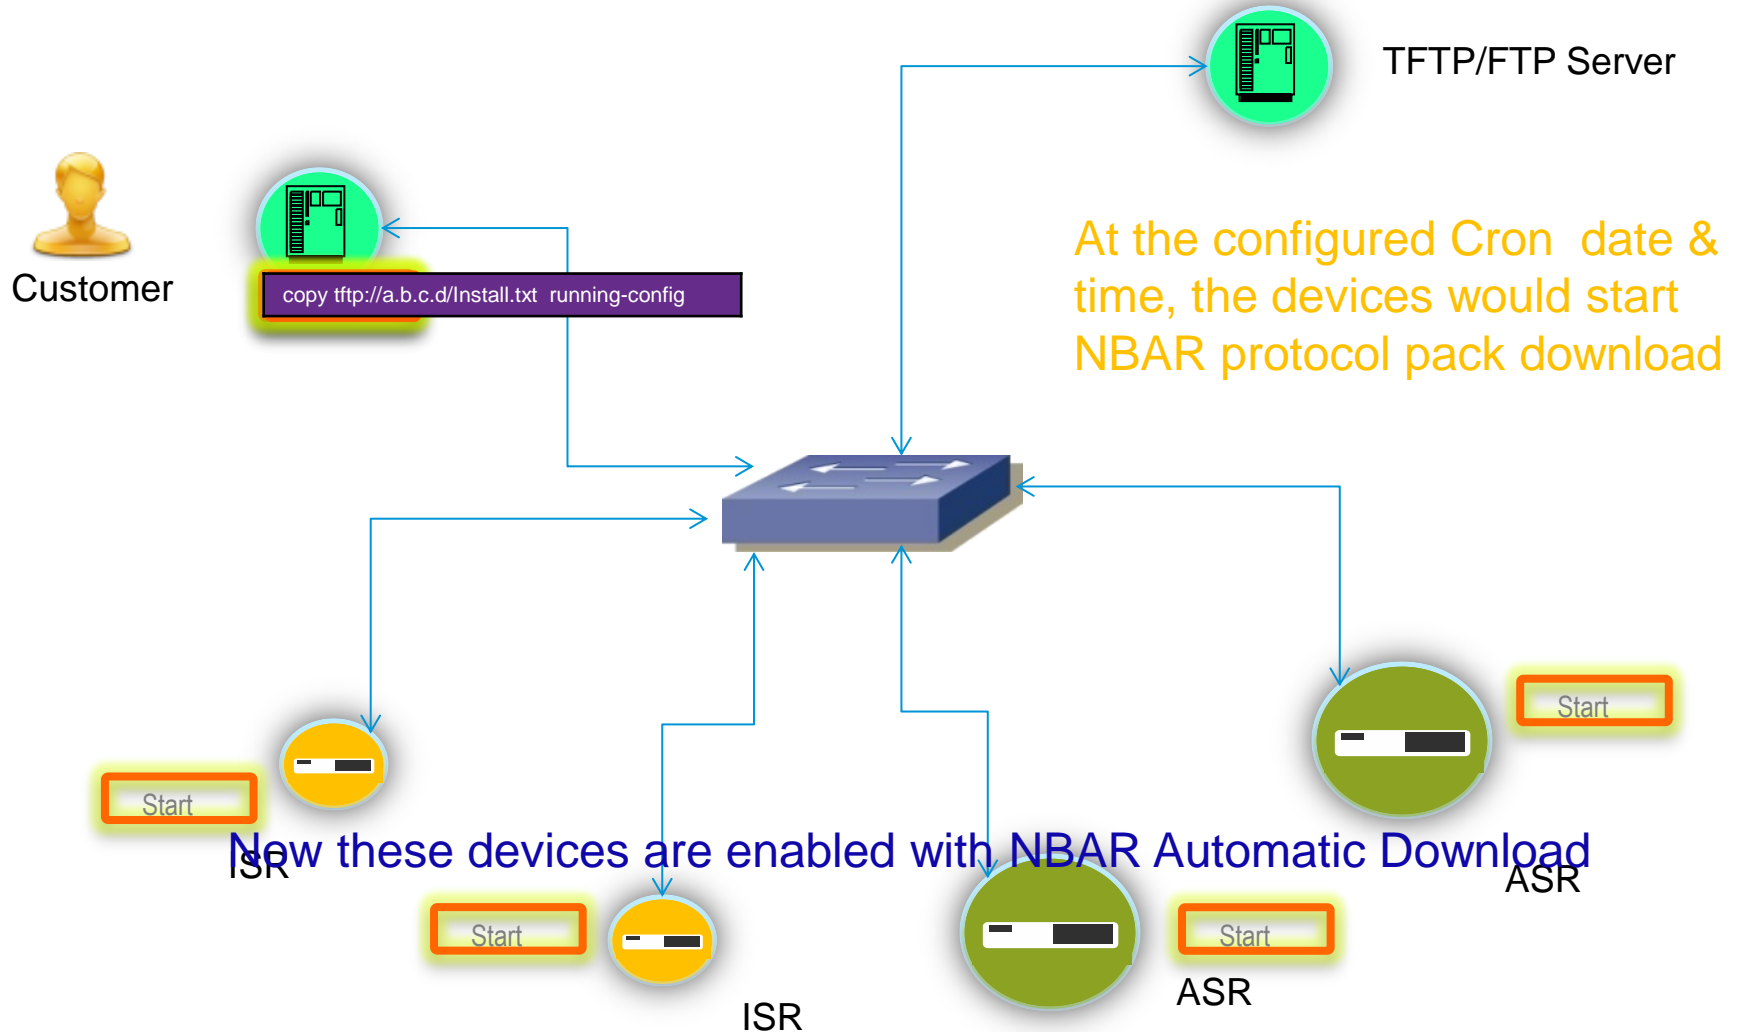 TFTP/FTP Server
Customer
copy tftp://a.b.c.d/Install.txt running-config
At the configured Cron date &
time, the devices would start
NBAR protocol pack download
Start
Start
Now these devices are enabled with NBAR Automatic Download
ISR
ASR
Start
Start
ASR
ISR